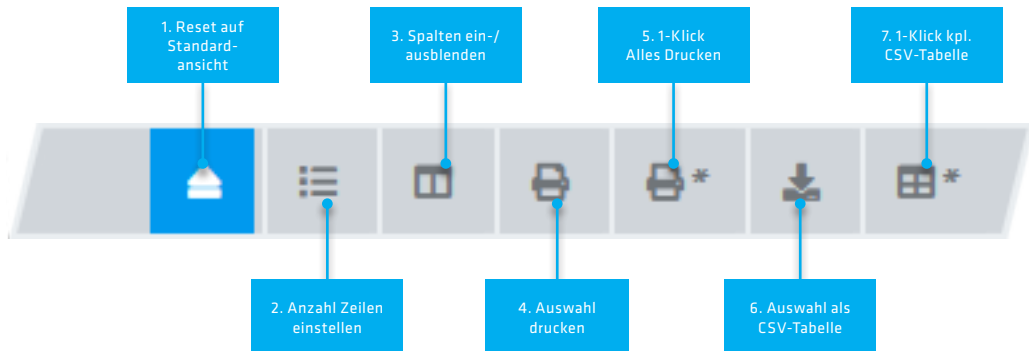 1. Reset auf
Standard-
ansicht
3. Spalten ein-/
ausblenden
5. 1-Klick
Alles Drucken
7. 1-Klick kpl.
CSV-Tabelle
*
*
2. Anzahl Zeilen
einstellen
4. Auswahl
drucken
6. Auswahl als
CSV-Tabelle